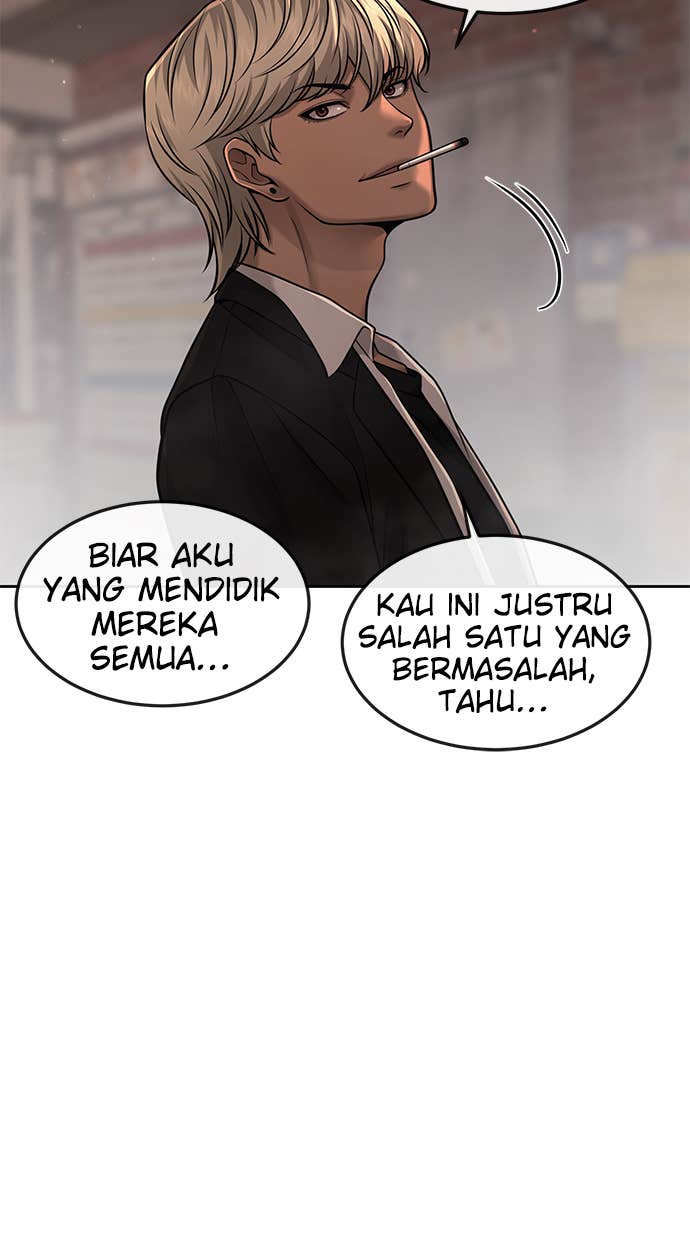 BIAR AKU
YANG MENDIDIK
MEREKA
SEMUA...
KAU INI JUSTRU
SALAH SATU YANG
BERMASALAH,
TAHU...